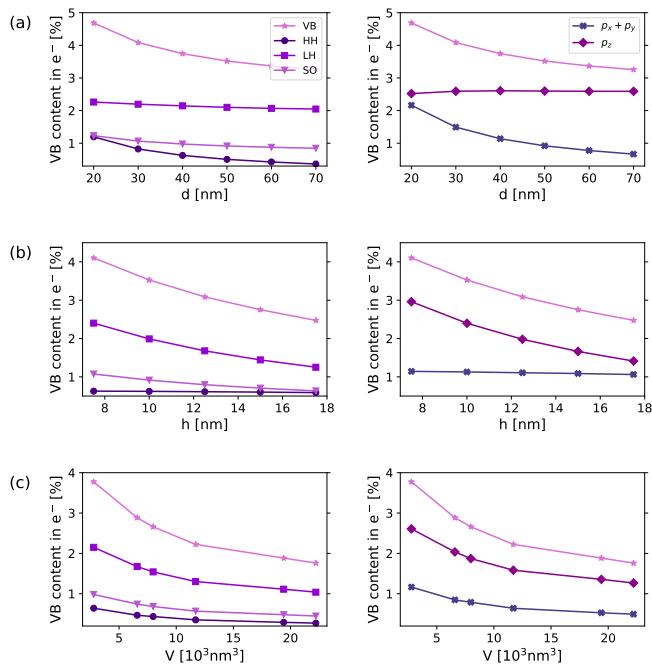 (a)
VB content in e⁻ [%]
5
4
3
2
1
20 30 40 50 60 70
d [nm]
VB
HH
LH
SO
VB content in e⁻ [%]
5
4
3
2
1
20 30 40 50 60 70
d [nm]
pₓ + p_y
p_z
(b)
VB content in e⁻ [%]
4
3
2
1
8 10 12 14 16 18
h [nm]
VB content in e⁻ [%]
4
3
2
1
8 10 12 14 16 18
h [nm]
(c)
VB content in e⁻ [%]
4
3
2
1
5 10 15 20
V [10³nm³]
VB content in e⁻ [%]
4
3
2
1
5 10 15 20
V [10³nm³]